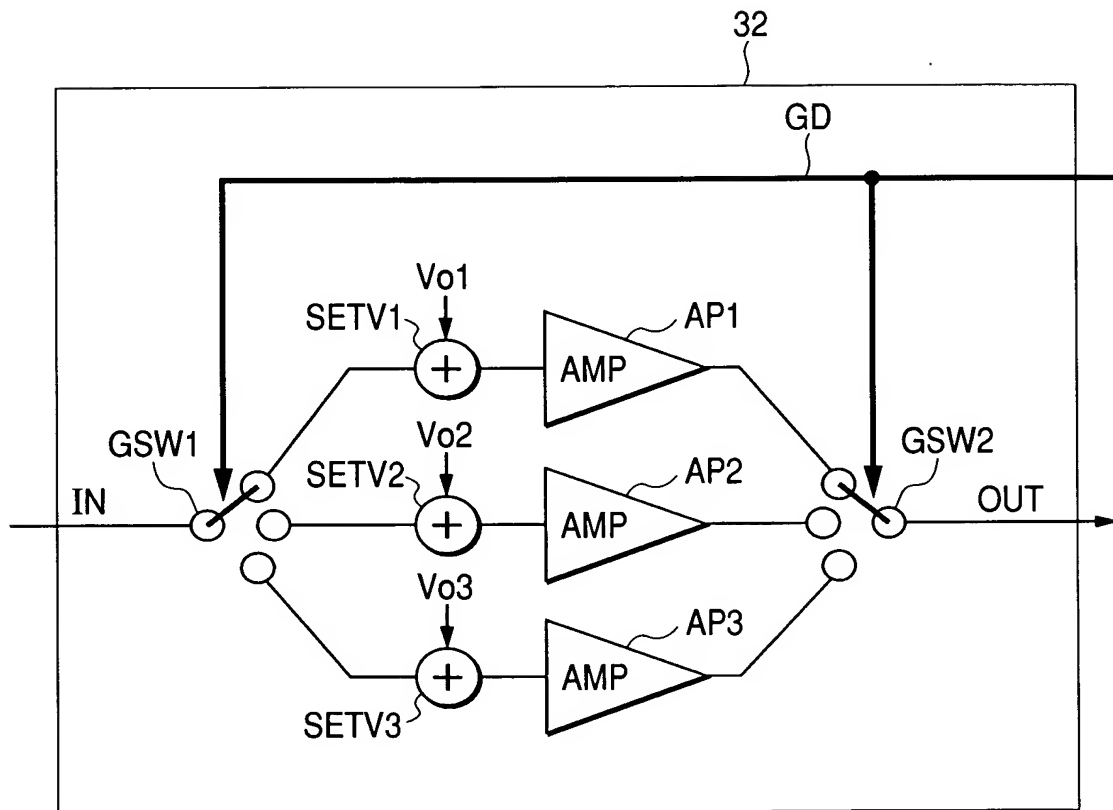 32
GD
Vo1
SETV1
AP1
AMP
GSW1
Vo2
SETV2
AP2
GSW2
IN
AMP
OUT
Vo3
AP3
AMP
SETV3